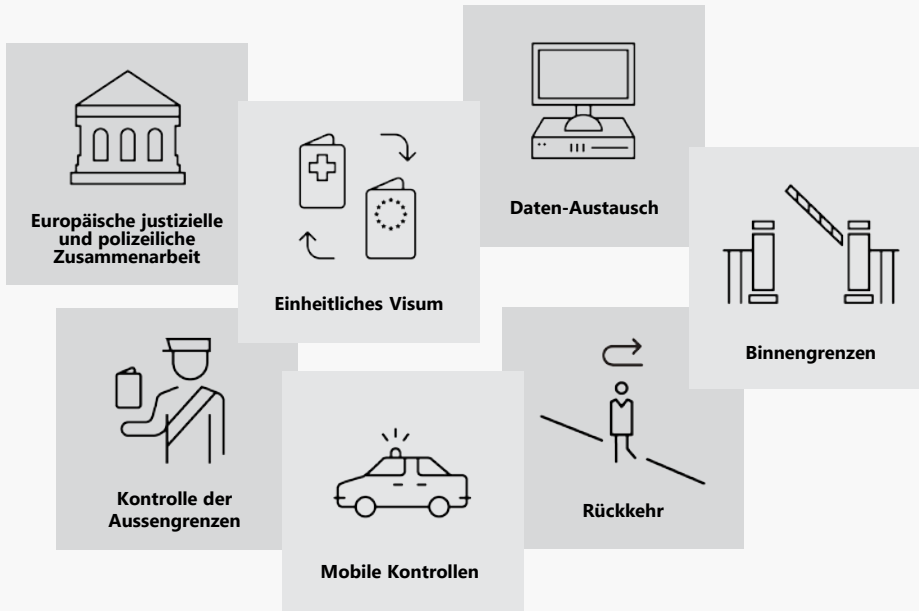 Europäische justizielle
und polizeiliche
Zusammenarbeit
Einheitliches Visum
Daten-Austausch
Binnengrenzen
Kontrolle der
Aussengrenzen
Mobile Kontrollen
Rückkehr